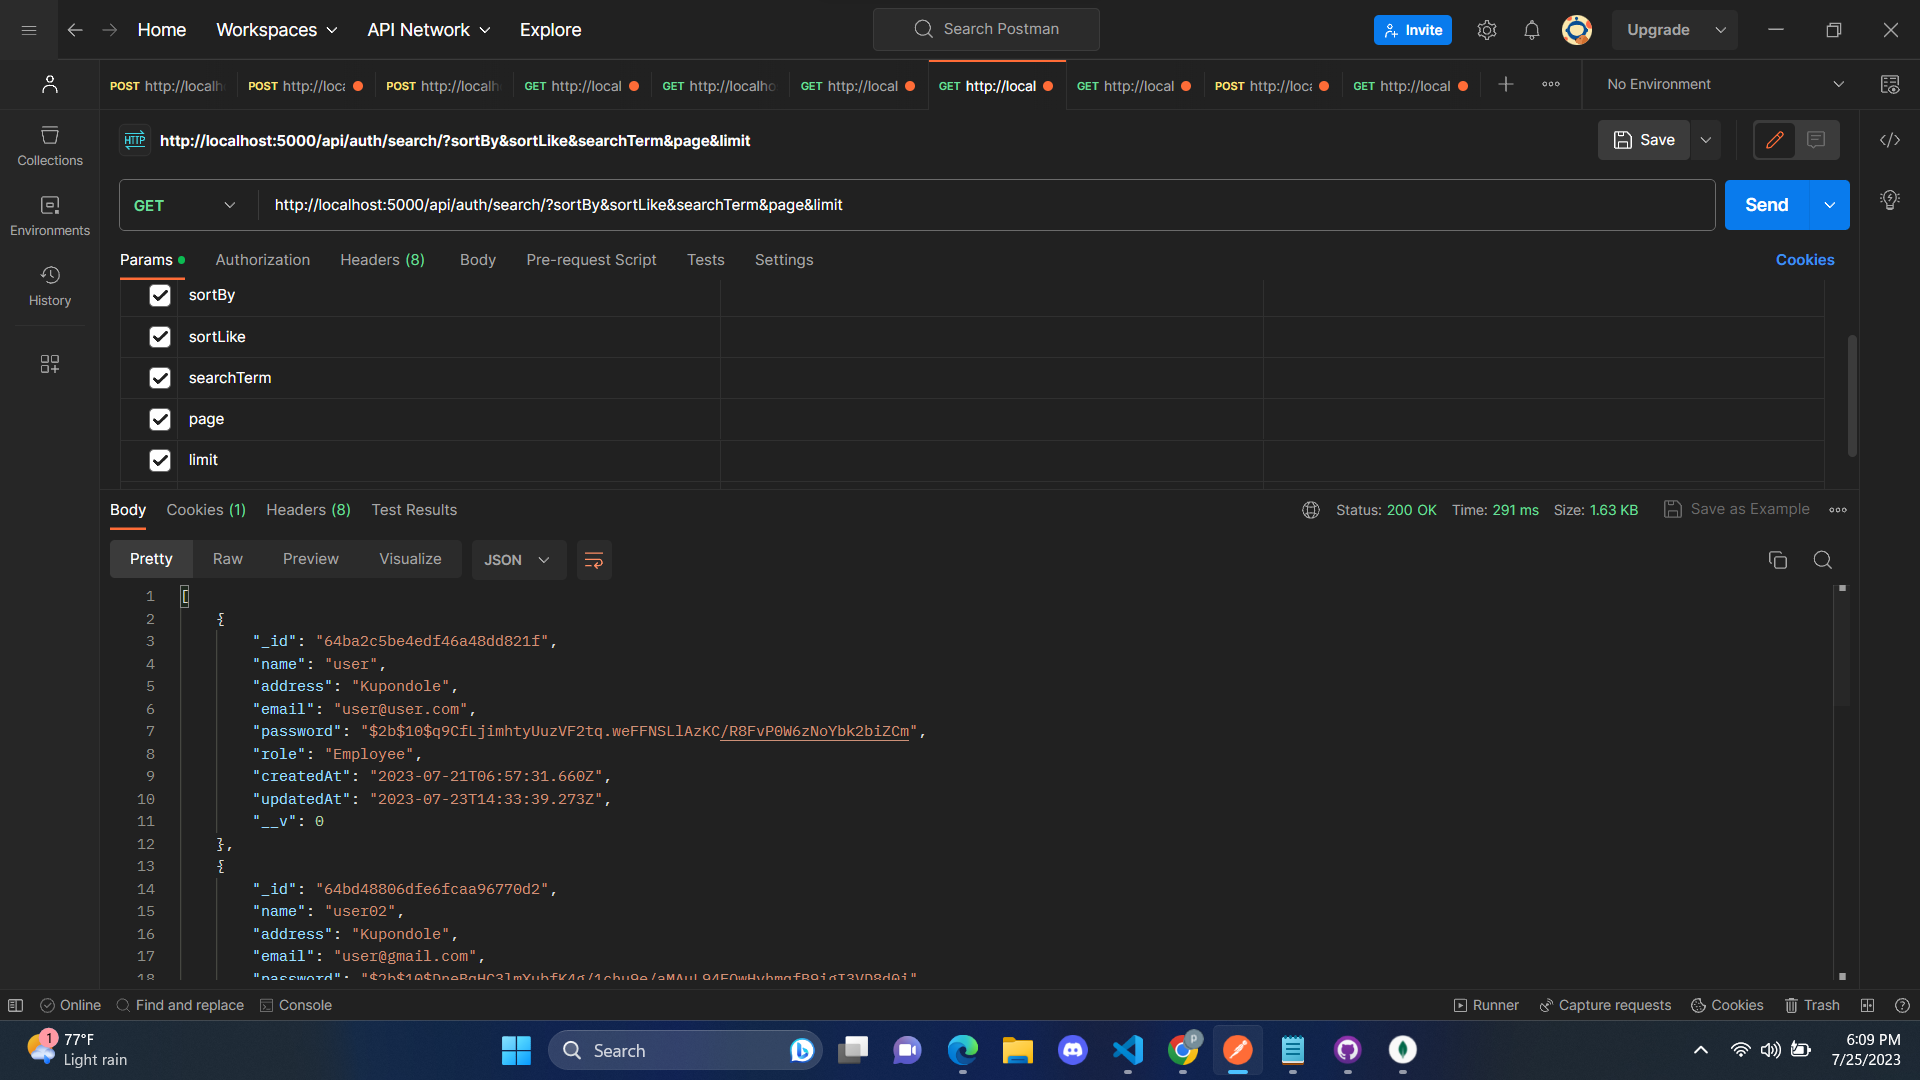 Home Workspaces API Network Explore Search Postman Invite Upgrade
POST http://localh POST http://loca POST http://localh GET http://local GET http://localho GET http://local GET http://local GET http://local POST http://loca GET http://local No Environment
HTTP http://localhost:5000/api/auth/search/?sortBy&sortLike&searchTerm&page&limit Save
Collections
GET http://localhost:5000/api/auth/search/?sortBy&sortLike&searchTerm&page&limit Send
Environments
Params Authorization Headers (8) Body Pre-request Script Tests Settings Cookies
History
sortBy
sortLike
searchTerm
page
limit
Body Cookies (1) Headers (8) Test Results Status: 200 OK Time: 291 ms Size: 1.63 KB Save as Example
Pretty Raw Preview Visualize JSON
1 [
2 {
3 "_id": "64ba2c5be4edf46a48dd821f",
4 "name": "user",
5 "address": "Kupondole",
6 "email": "user@user.com",
7 "password": "$2b$10$q9CfLjimhtyUuzVF2tq.weFFNSLlAzKC/R8FvP0W6zNoYbk2biZCm",
8 "role": "Employee",
9 "createdAt": "2023-07-21T06:57:31.660Z",
10 "updatedAt": "2023-07-23T14:33:39.273Z",
11 "__v": 0
12 },
13 {
14 "_id": "64bd48806dfe6fcaa96770d2",
15 "name": "user02",
16 "address": "Kupondole",
17 "email": "user@gmail.com",
18 "password":
Online Find and replace Console Runner Capture requests Cookies Trash
1 77°F
Light rain
Search
p
6:09 PM
7/25/2023